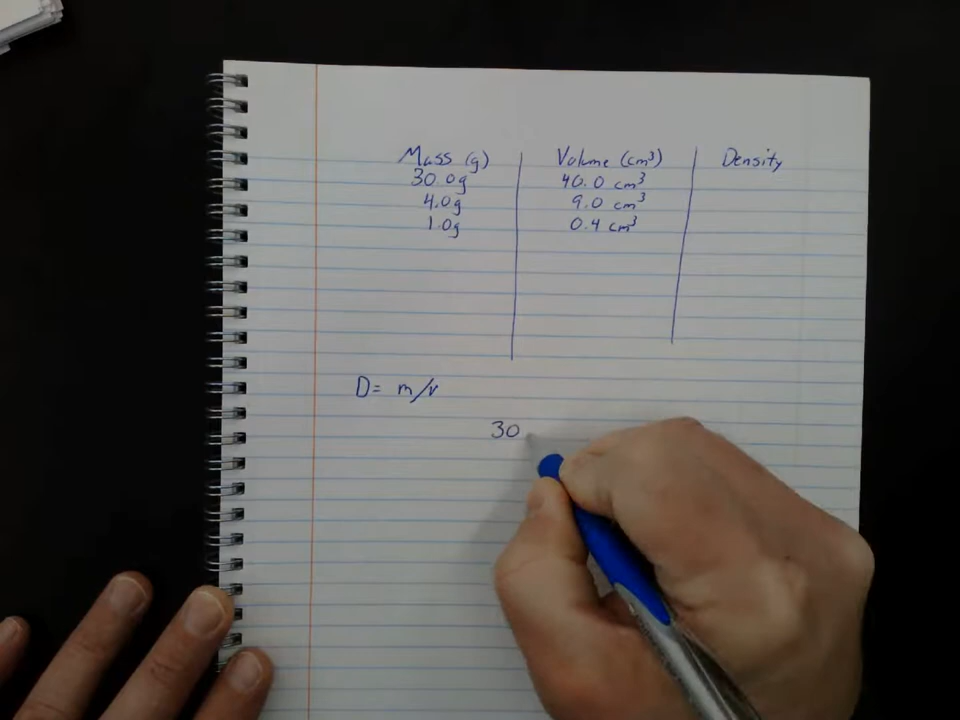 Mass (g) Volume (cm³) Density
30.0g 40.0 cm³
4.0g 9.0 cm³
1.0g 0.4 cm³
D= m/v
30